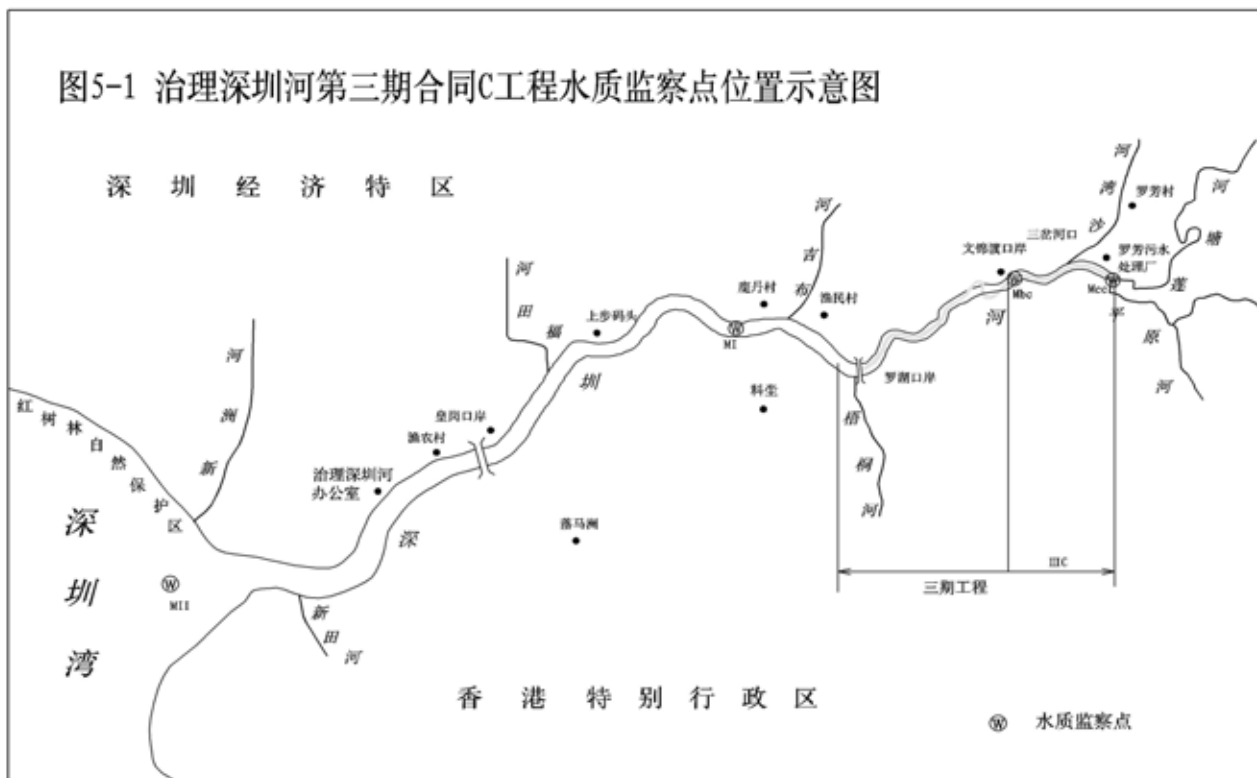 图5-1 治理深圳河第三期合同C工程水质监察点位置示意图
深圳经济特区
河湾沙
罗芳村
河塘莲
三岔河口
文锦渡口岸
罗芳污水
处理厂
河吉布
鹿丹村
渔民村
河田福
上步码头
MI
Mbc
Mcc
平原河
罗湖口岸
深圳河
料壆
梧桐河
皇岗口岸
渔农村
治理深圳河
办公室
河洲新
红树林自然保护区
落马洲
深圳湾
MII
新田河
IIIC
三期工程
香港特别行政区
W 水质监察点